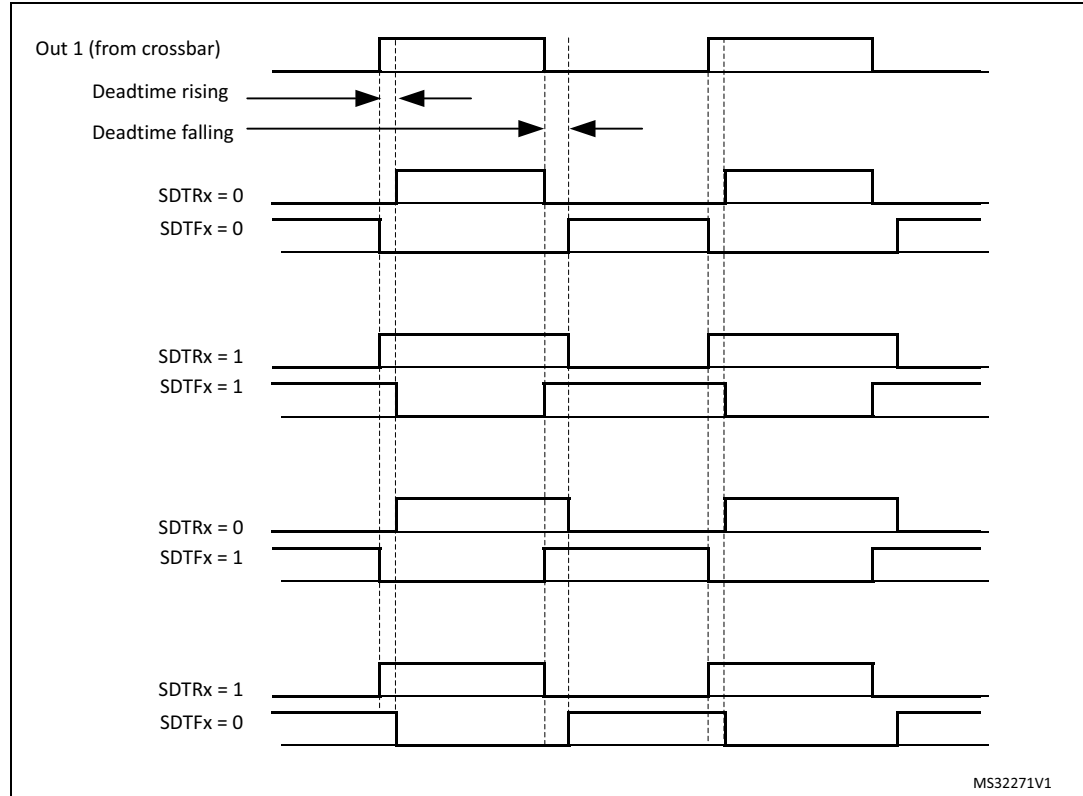 Out 1 (from crossbar)
Deadtime rising
Deadtime falling
SDTRx = 0
SDTFx = 0
SDTRx = 1
SDTFx = 1
SDTRx = 0
SDTFx = 1
SDTRx = 1
SDTFx = 0
MS32271V1